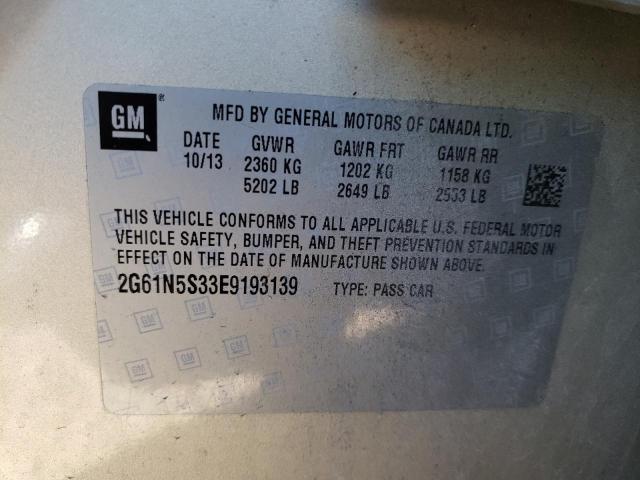 GM ®
MFD BY GENERAL MOTORS OF CANADA LTD.
DATE GVWR GAWR FRT GAWR RR
10/13 2360 KG 1202 KG 1158 KG
5202 LB 2649 LB 2553 LB
THIS VEHICLE CONFORMS TO ALL APPLICABLE U.S. FEDERAL MOTOR
VEHICLE SAFETY, BUMPER, AND THEFT PREVENTION STANDARDS IN
EFFECT ON THE DATE OF MANUFACTURE SHOWN ABOVE.
2G61N5S33E9193139 TYPE: PASS CAR